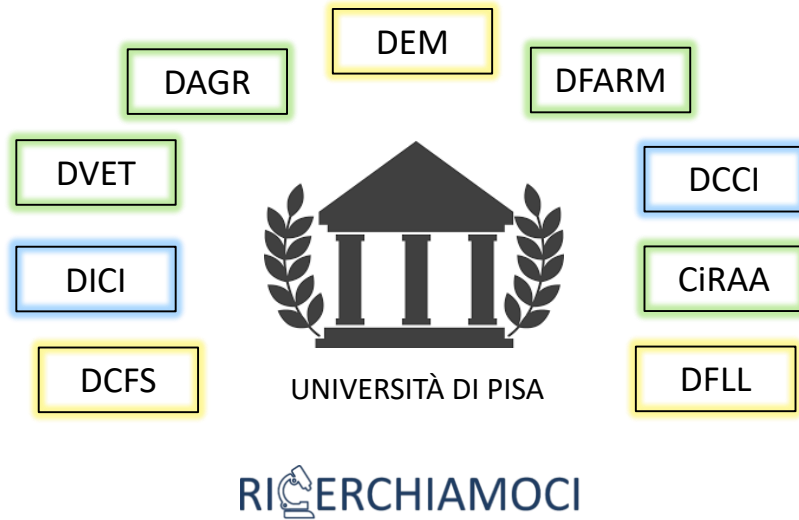 DEM
DAGR
DFARM
DVET
DCCI
DICI
CiRAA
DCFS
DFLL
UNIVERSITÀ DI PISA
RICERCHIAMOCI